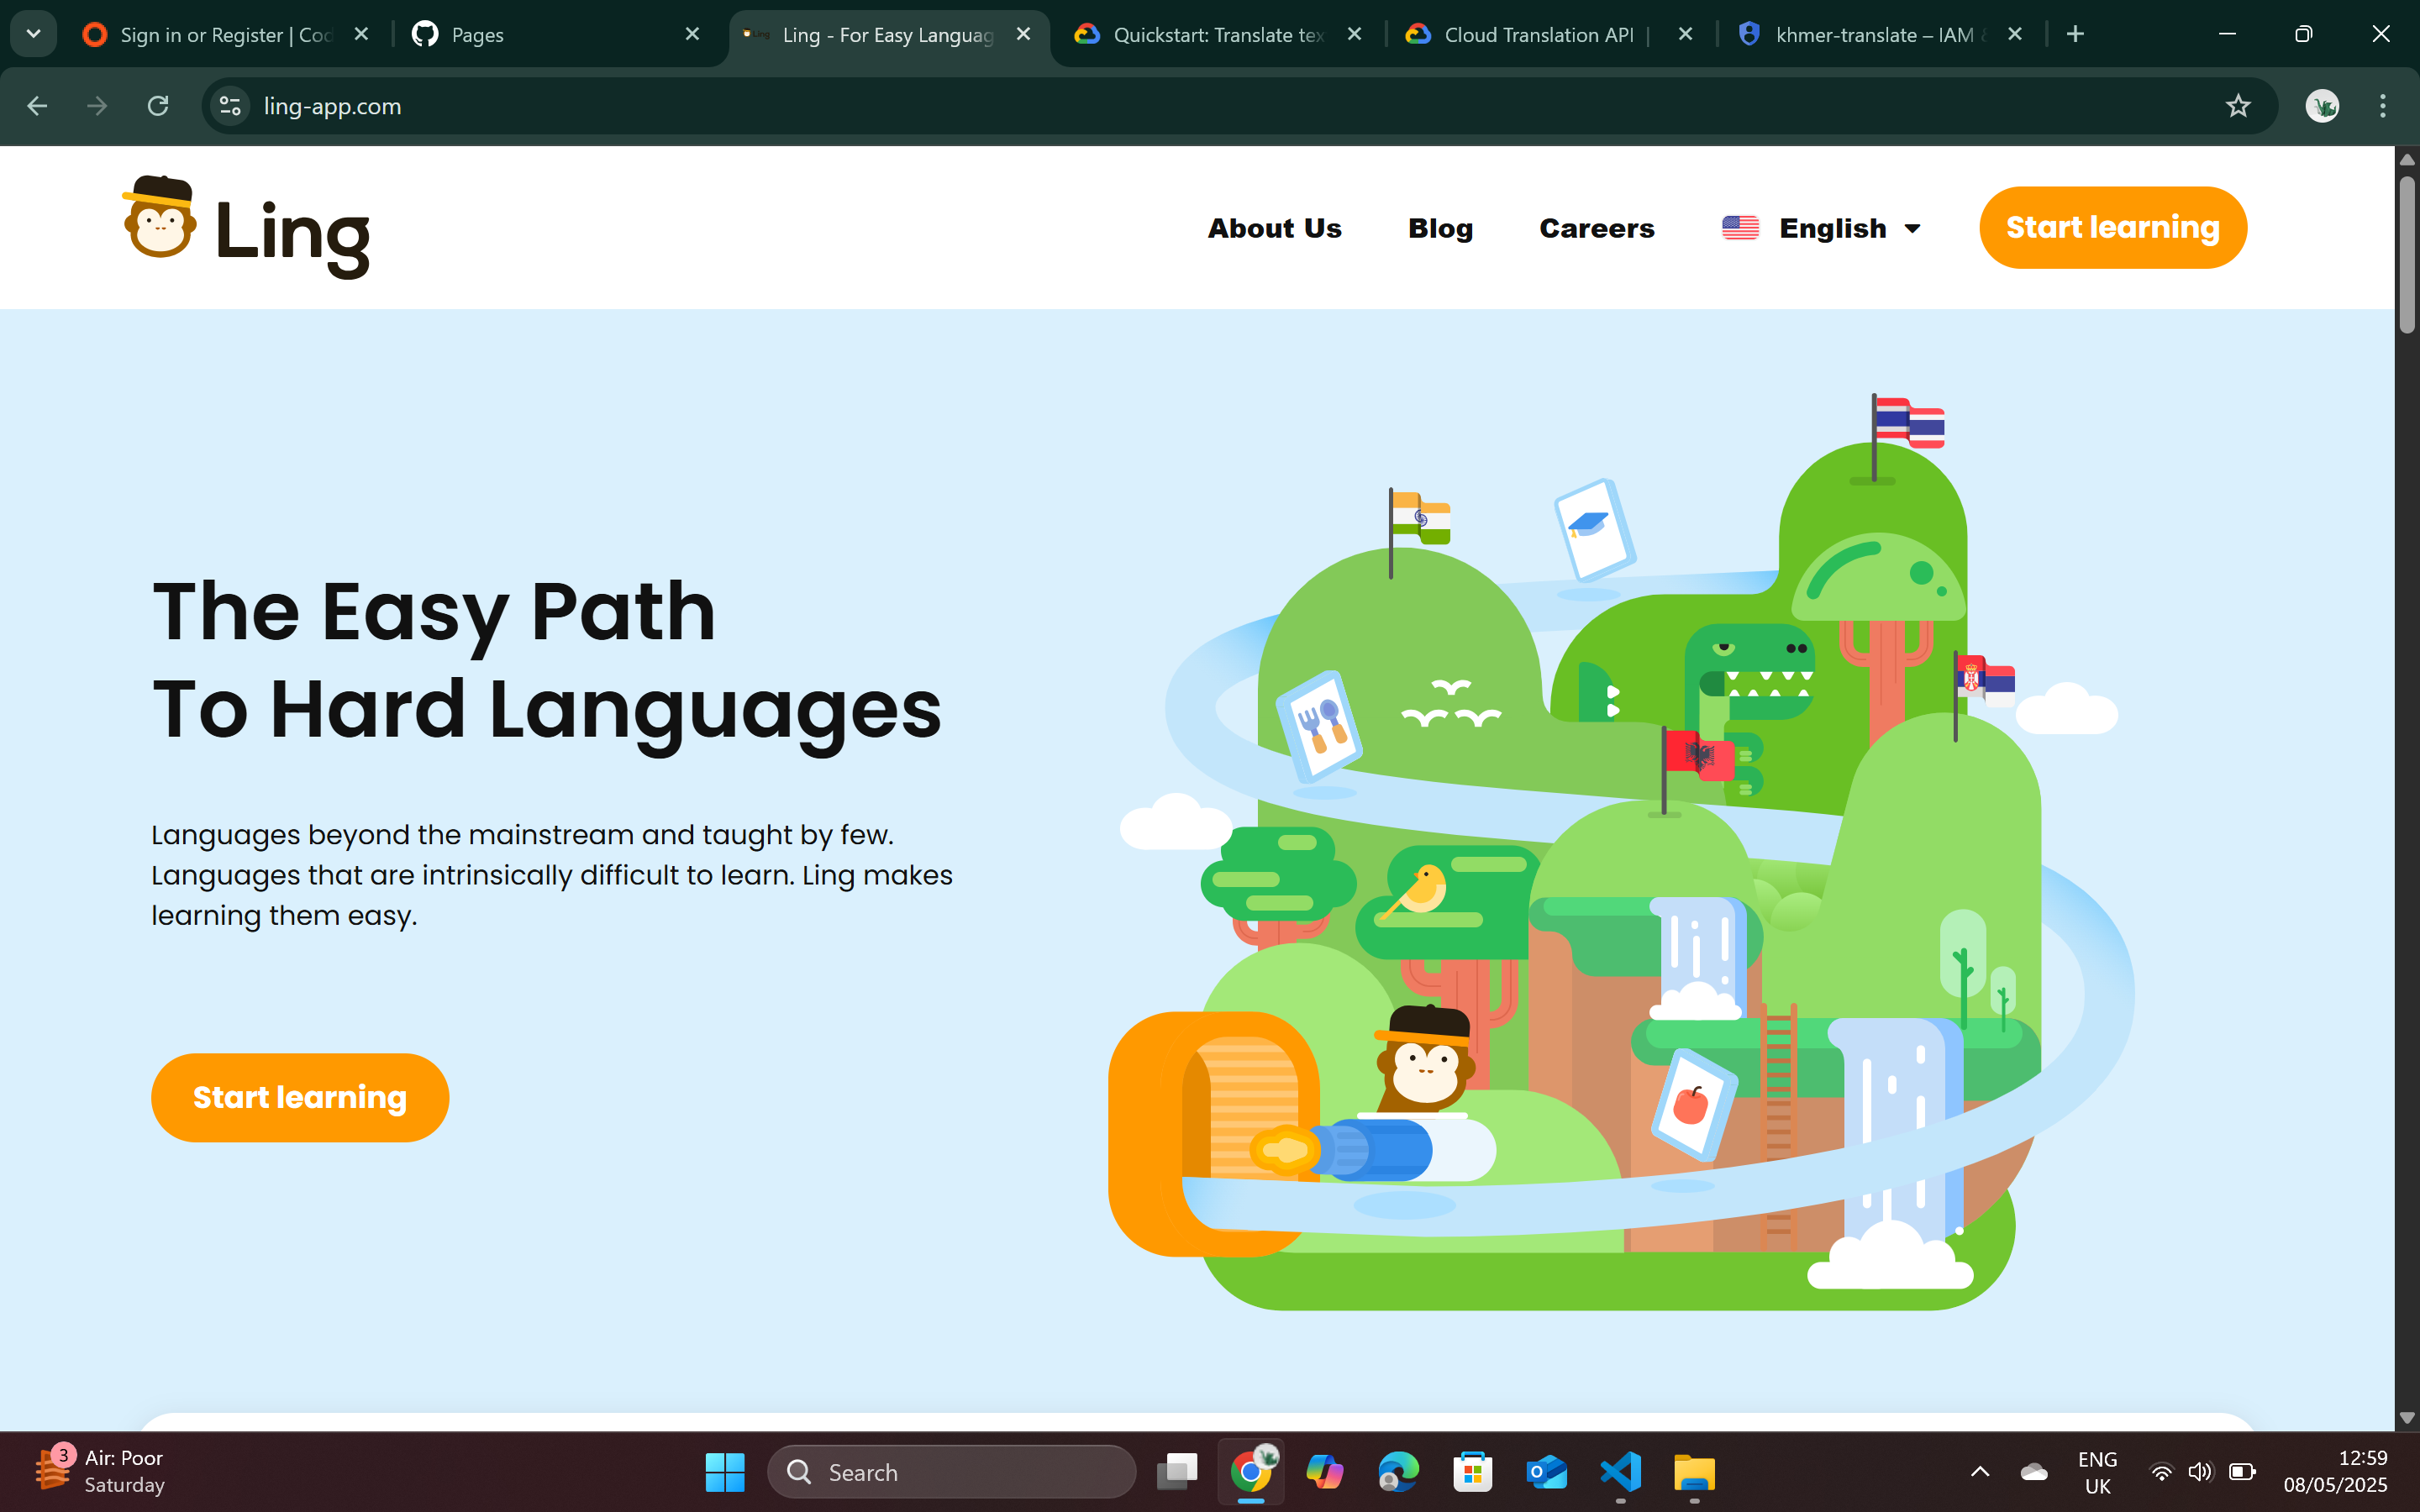 Sign in or Register | Cod
Pages
Ling - For Easy Languag
Quickstart: Translate tex
Cloud Translation API |
khmer-translate – IAM &
ling-app.com
Ling
About Us
Blog
Careers
English
Start learning
The Easy Path
To Hard Languages
Languages beyond the mainstream and taught by few.
Languages that are intrinsically difficult to learn. Ling makes
learning them easy.
Start learning
3
Air: Poor
Saturday
Search
ENG
UK
12:59
08/05/2025